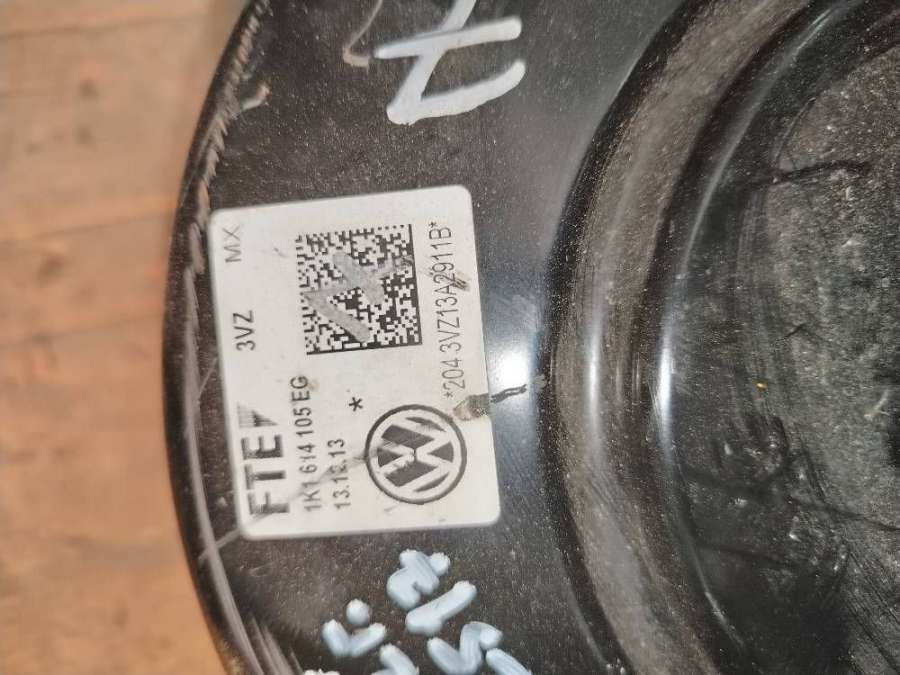 FTE 3VZ MX
1K1 614 105 EG
13.12.13 *
*204 3VZ13A2911B*